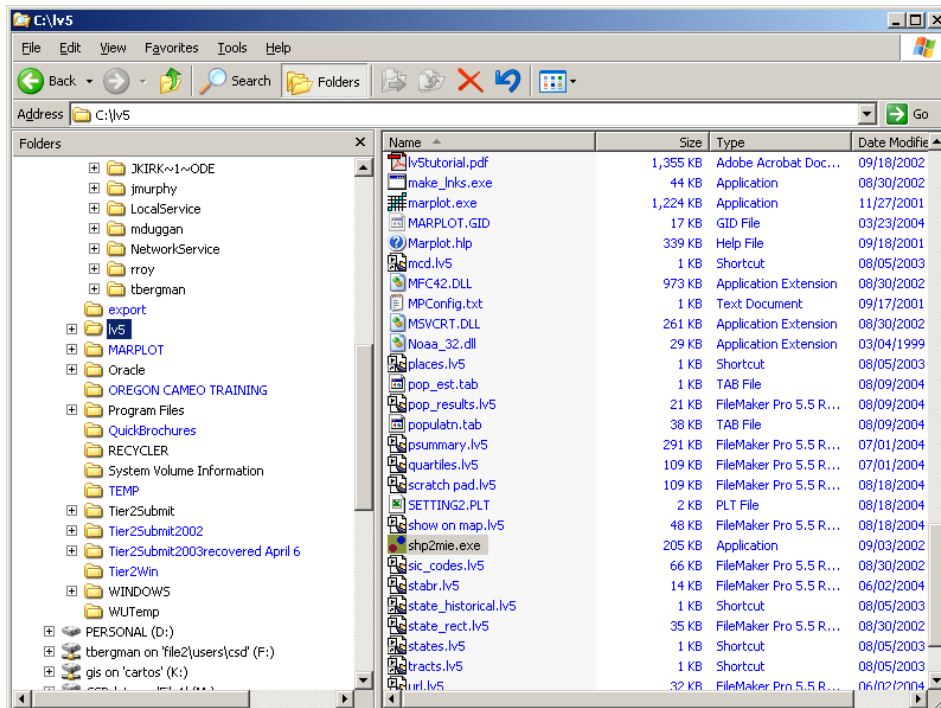 C:\lv5
File Edit View Favorites Tools Help
Back Search Folders
Address C:\lv5 Go
Folders
JKIRK~1~ODE
jmurphy
LocalService
mduggan
NetworkService
rroy
tbergman
export
lv5
MARPLOT
Oracle
OREGON CAMEO TRAINING
Program Files
QuickBrochures
RECYCLER
System Volume Information
TEMP
Tier2Submit
Tier2Submit2002
Tier2Submit2003recovered April 6
Tier2Win
WINDOWS
WUTemp
PERSONAL (D:)
tbergman on 'file2\users\csd' (F:)
gis on 'cartos' (K:)
Name Size Type Date Modifie
lv5tutorial.pdf 1,355 KB Adobe Acrobat Doc... 09/18/2002
make_lnks.exe 44 KB Application 08/30/2002
marplot.exe 1,224 KB Application 11/27/2001
MARPLOT.GID 17 KB GID File 03/23/2004
Marplot.hlp 339 KB Help File 09/18/2001
mcd.lv5 1 KB Shortcut 08/05/2003
MFC42.DLL 973 KB Application Extension 08/30/2002
MPConfig.txt 1 KB Text Document 09/17/2001
MSVCRT.DLL 261 KB Application Extension 08/30/2002
Noaa_32.dll 29 KB Application Extension 03/04/1999
places.lv5 1 KB Shortcut 08/05/2003
pop_est.tab 1 KB TAB File 08/09/2004
pop_results.lv5 21 KB FileMaker Pro 5.5 R... 08/09/2004
populatn.tab 38 KB TAB File 08/09/2004
psummary.lv5 291 KB FileMaker Pro 5.5 R... 07/01/2004
quartiles.lv5 109 KB FileMaker Pro 5.5 R... 07/01/2004
scratch pad.lv5 109 KB FileMaker Pro 5.5 R... 08/18/2004
SETTING2.PLT 2 KB PLT File 08/18/2004
show on map.lv5 48 KB FileMaker Pro 5.5 R... 08/18/2004
shp2mie.exe 205 KB Application 09/03/2002
sic_codes.lv5 66 KB FileMaker Pro 5.5 R... 08/30/2002
stabr.lv5 14 KB FileMaker Pro 5.5 R... 06/02/2004
state_historical.lv5 1 KB Shortcut 08/05/2003
state_rect.lv5 35 KB FileMaker Pro 5.5 R... 08/30/2002
states.lv5 1 KB Shortcut 08/05/2003
tracts.lv5 1 KB Shortcut 08/05/2003
url.lv5 32 KB FileMaker Pro 5.5 R... 06/02/2004